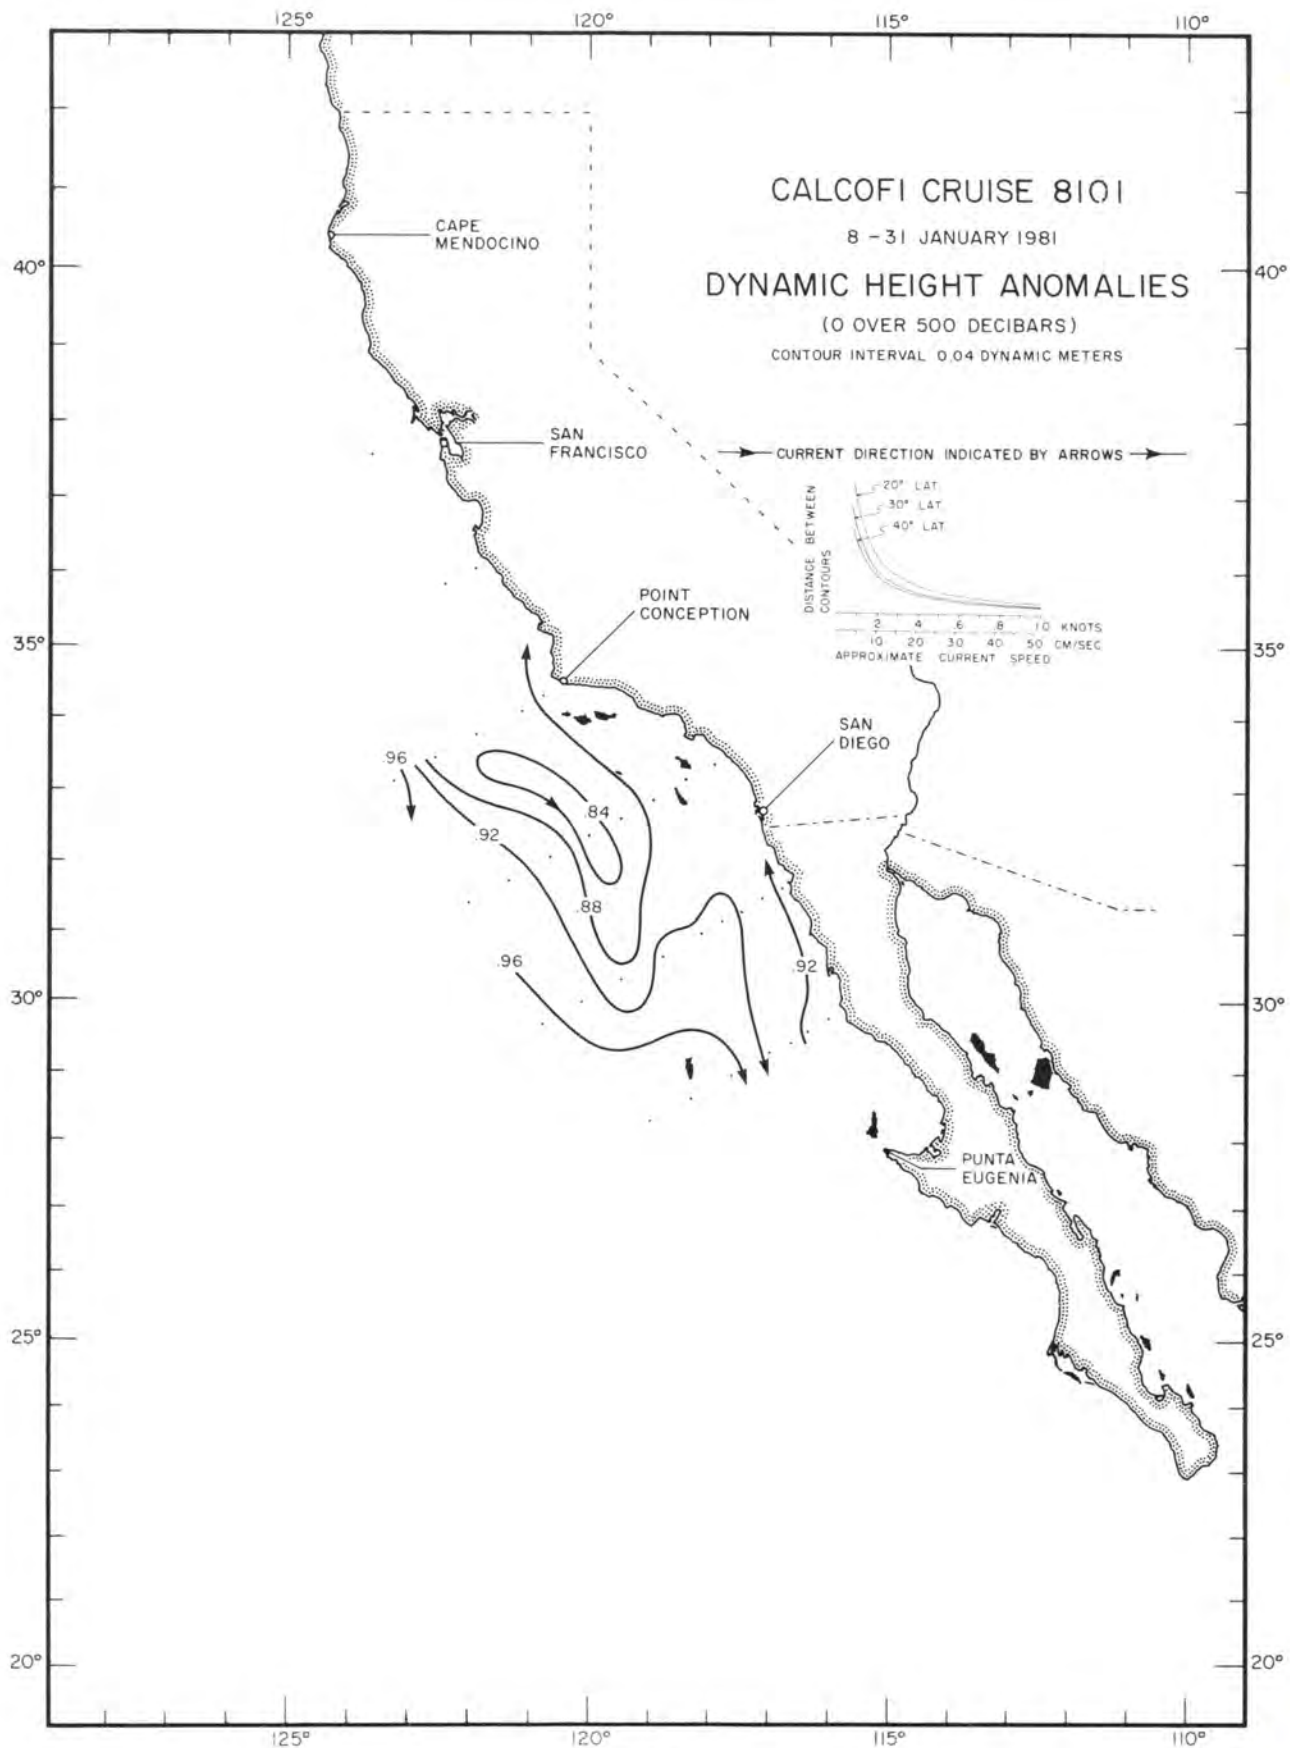 125°
120°
115°
110°
CALCOFI CRUISE 8101
8 - 31 JANUARY 1981
CAPE
MENDOCINO
40°
40°
DYNAMIC HEIGHT ANOMALIES
(0 OVER 500 DECIBARS)
CONTOUR INTERVAL 0.04 DYNAMIC METERS
SAN
FRANCISCO
CURRENT DIRECTION INDICATED BY ARROWS
20° LAT.
30° LAT.
40° LAT.
DISTANCE BETWEEN
CONTOURS
.2 .4 .6 .8 1.0 KNOTS
10 20 30 40 50 CM/SEC
APPROXIMATE CURRENT SPEED
POINT
CONCEPTION
35°
35°
SAN
DIEGO
.96
.84
.92
.88
.96
.92
30°
30°
PUNTA
EUGENIA
25°
25°
20°
20°
125°
120°
115°
110°